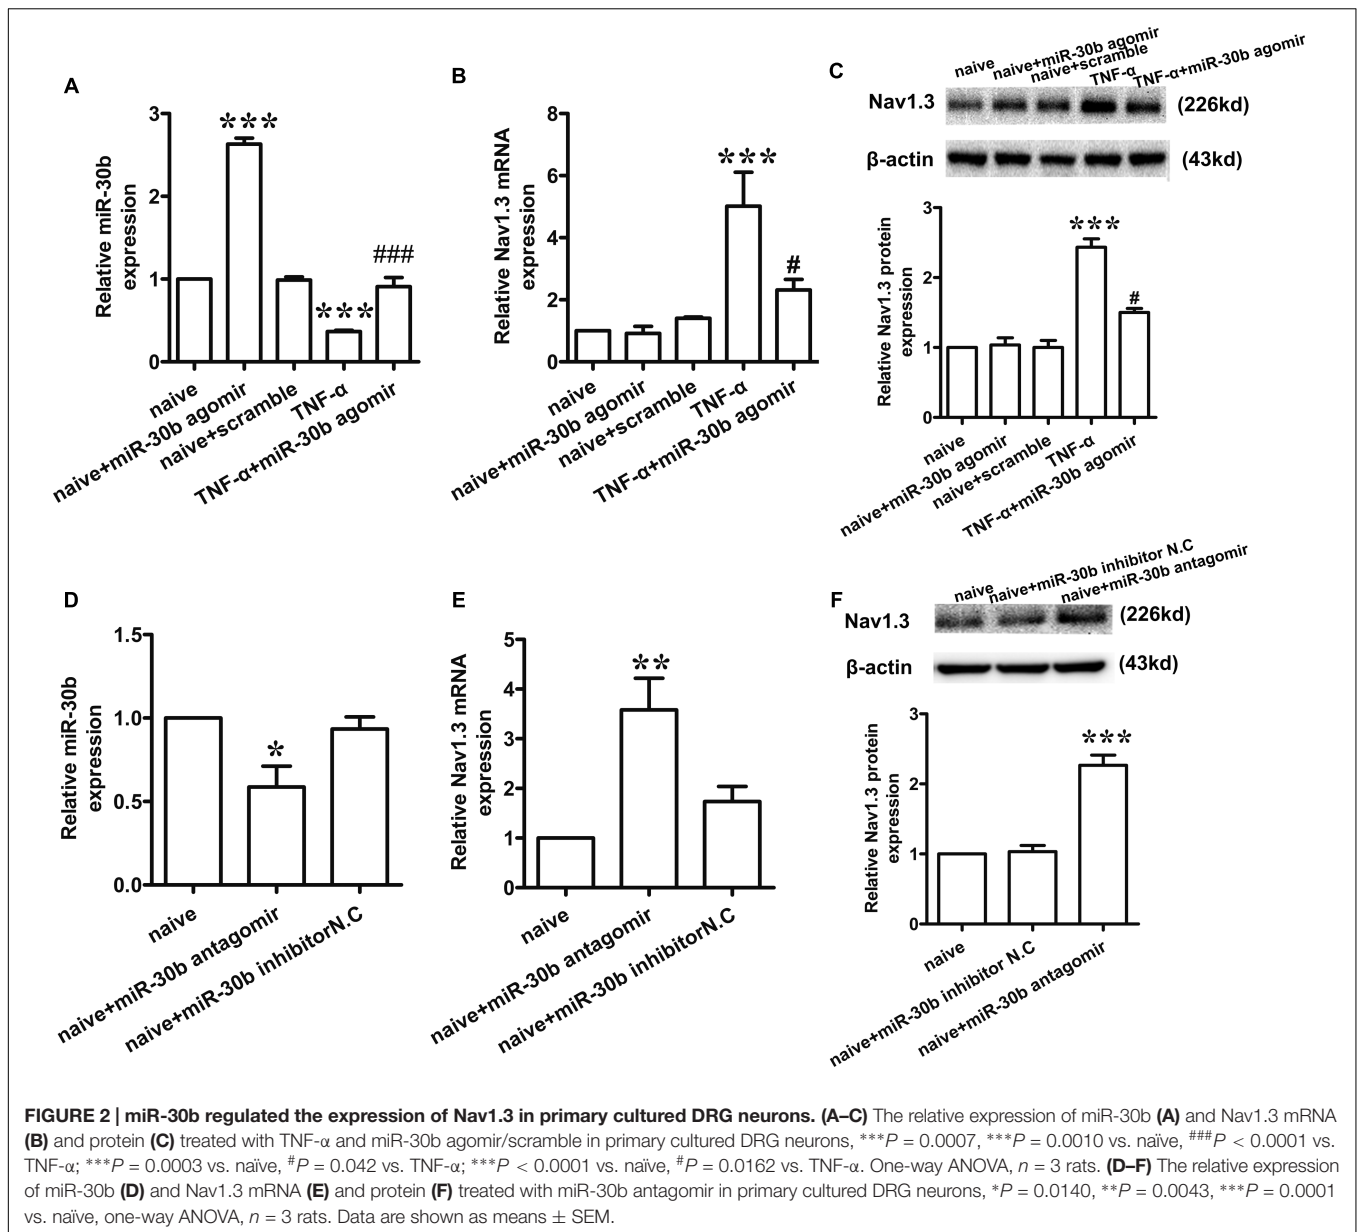 A
Relative miR-30b
expression
3
2
1
0
***
***
###
naive
naive+miR-30b agomir
naive+scramble
TNF-α
TNF-α+miR-30b agomir
B
Relative Nav1.3 mRNA
expression
8
6
4
2
0
***
#
naive
naive+miR-30b agomir
naive+scramble
TNF-α
TNF-α+miR-30b agomir
C
naive
naive+miR-30b agomir
naive+scramble
TNF-α
TNF-α+miR-30b agomir
Nav1.3
(226kd)
β-actin
(43kd)
Relative Nav1.3 protein
expression
3
2
1
0
***
#
naive
naive+miR-30b agomir
naive+scramble
TNF-α
TNF-α+miR-30b agomir
D
Relative miR-30b
expression
1.5
1.0
0.5
0.0
*
naive
naive+miR-30b antagomir
naive+miR-30b inhibitorN.C
E
Relative Nav1.3 mRNA
expression
5
4
3
2
1
0
**
naive
naive+miR-30b antagomir
naive+miR-30b inhibitorN.C
F
naive
naive+miR-30b inhibitor N.C
naive+miR-30b antagomir
Nav1.3
(226kd)
β-actin
(43kd)
Relative Nav1.3 protein
expression
3
2
1
0
***
naive
naive+miR-30b inhibitor N.C
naive+miR-30b antagomir
FIGURE 2 | miR-30b regulated the expression of Nav1.3 in primary cultured DRG neurons. (A–C) The relative expression of miR-30b (A) and Nav1.3 mRNA
(B) and protein (C) treated with TNF-α and miR-30b agomir/scramble in primary cultured DRG neurons, ***P = 0.0007, ***P = 0.0010 vs. naïve, ###P < 0.0001 vs.
TNF-α; ***P = 0.0003 vs. naïve, #P = 0.042 vs. TNF-α; ***P < 0.0001 vs. naïve, #P = 0.0162 vs. TNF-α. One-way ANOVA, n = 3 rats. (D–F) The relative expression
of miR-30b (D) and Nav1.3 mRNA (E) and protein (F) treated with miR-30b antagomir in primary cultured DRG neurons, *P = 0.0140, **P = 0.0043, ***P = 0.0001
vs. naïve, one-way ANOVA, n = 3 rats. Data are shown as means ± SEM.